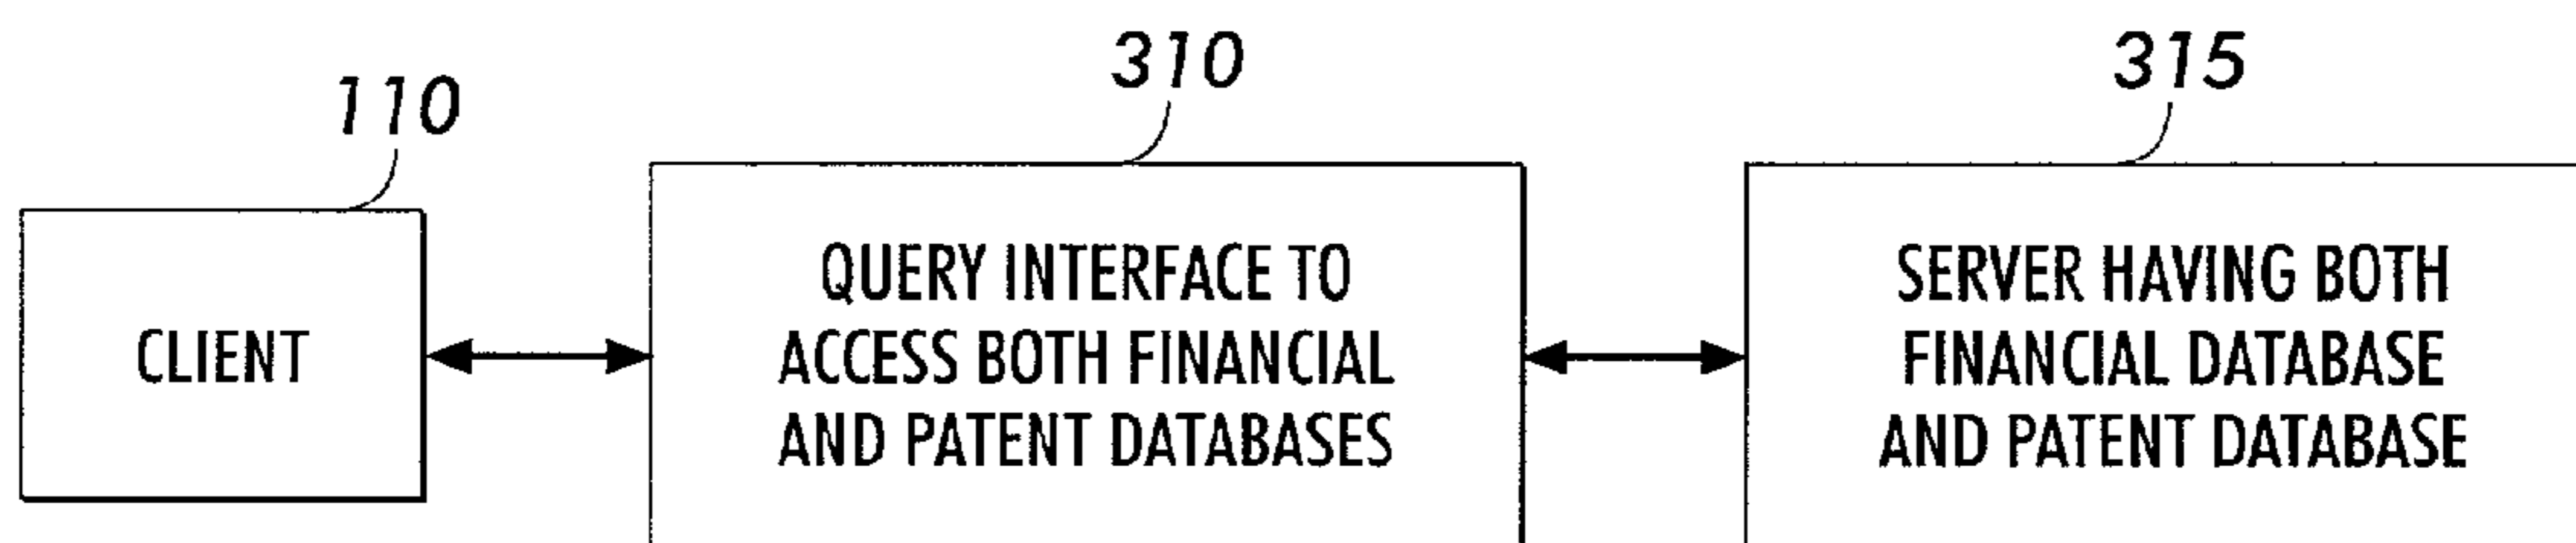 110
310
315
CLIENT
QUERY INTERFACE TO
ACCESS BOTH FINANCIAL
AND PATENT DATABASES
SERVER HAVING BOTH
FINANCIAL DATABASE
AND PATENT DATABASE